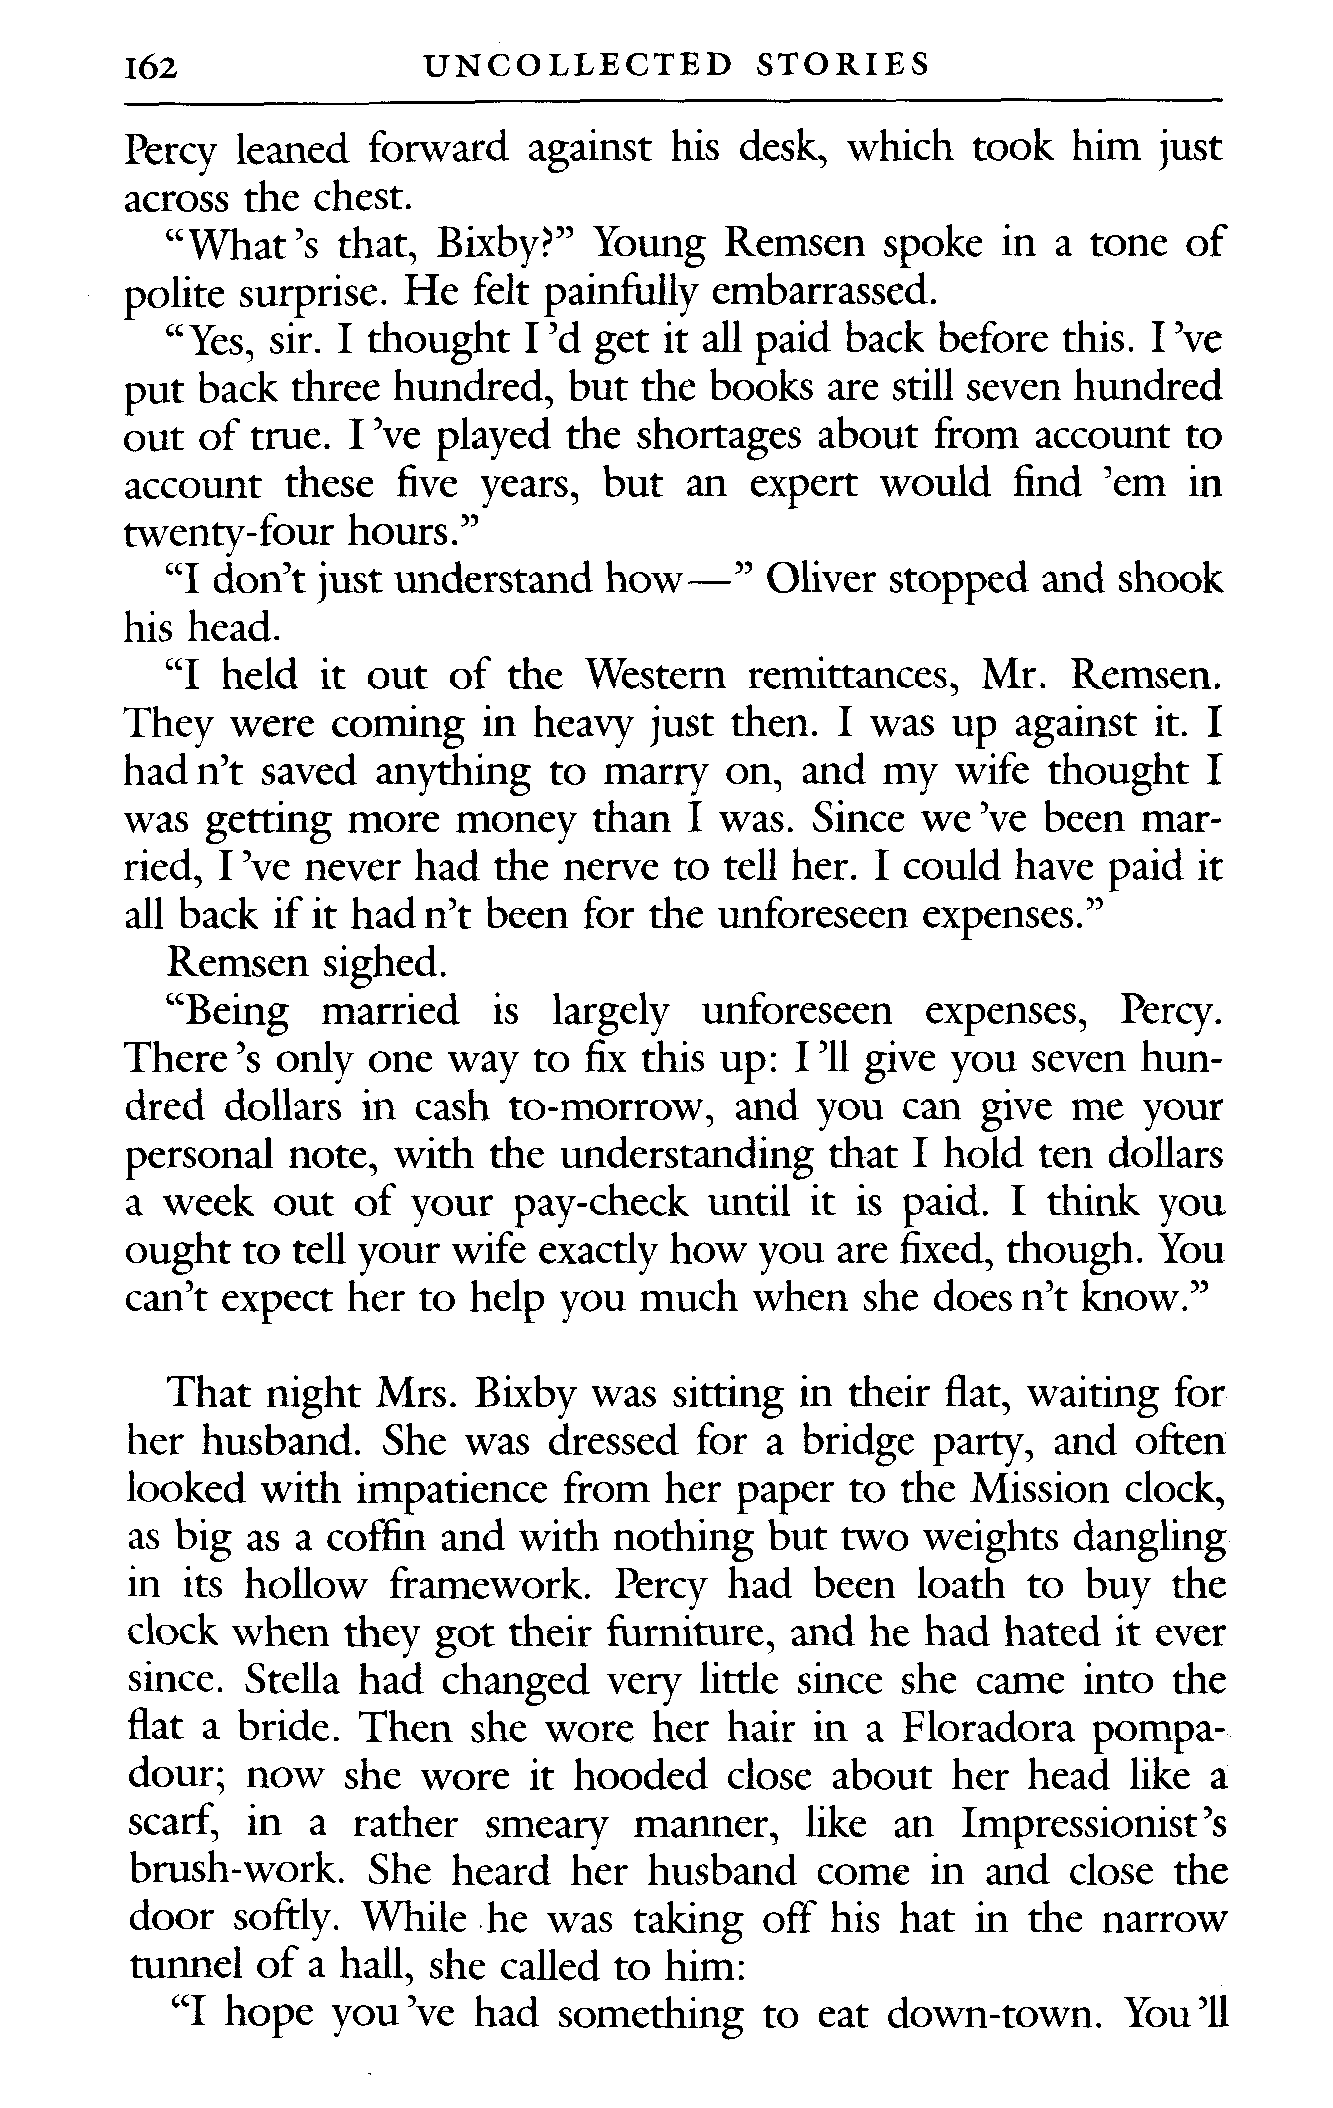 162 UNCOLLECTED STORIES
Percy leaned forward against his desk, which took him just
across the chest.
“What 's that, Bixby?” Young Remsen spoke in a tone of
polite surprise. He felt painfully embarrassed.
“Yes, sir. I thought I 'd get it all paid back before this. I 've
put back three hundred, but the books are still seven hundred
out of true. I 've played the shortages about from account to
account these five years, but an expert would find 'em in
twenty-four hours.”
“I don't just understand how—” Oliver stopped and shook
his head.
“I held it out of the Western remittances, Mr. Remsen.
They were coming in heavy just then. I was up against it. I
had n't saved anything to marry on, and my wife thought I
was getting more money than I was. Since we 've been mar-
ried, I 've never had the nerve to tell her. I could have paid it
all back if it had n't been for the unforeseen expenses.”
Remsen sighed.
“Being married is largely unforeseen expenses, Percy.
There 's only one way to fix this up: I 'll give you seven hun-
dred dollars in cash to-morrow, and you can give me your
personal note, with the understanding that I hold ten dollars
a week out of your pay-check until it is paid. I think you
ought to tell your wife exactly how you are fixed, though. You
can't expect her to help you much when she does n't know.”
That night Mrs. Bixby was sitting in their flat, waiting for
her husband. She was dressed for a bridge party, and often
looked with impatience from her paper to the Mission clock,
as big as a coffin and with nothing but two weights dangling
in its hollow framework. Percy had been loath to buy the
clock when they got their furniture, and he had hated it ever
since. Stella had changed very little since she came into the
flat a bride. Then she wore her hair in a Floradora pompa-
dour; now she wore it hooded close about her head like a
scarf, in a rather smeary manner, like an Impressionist's
brush-work. She heard her husband come in and close the
door softly. While he was taking off his hat in the narrow
tunnel of a hall, she called to him:
“I hope you 've had something to eat down-town. You 'll